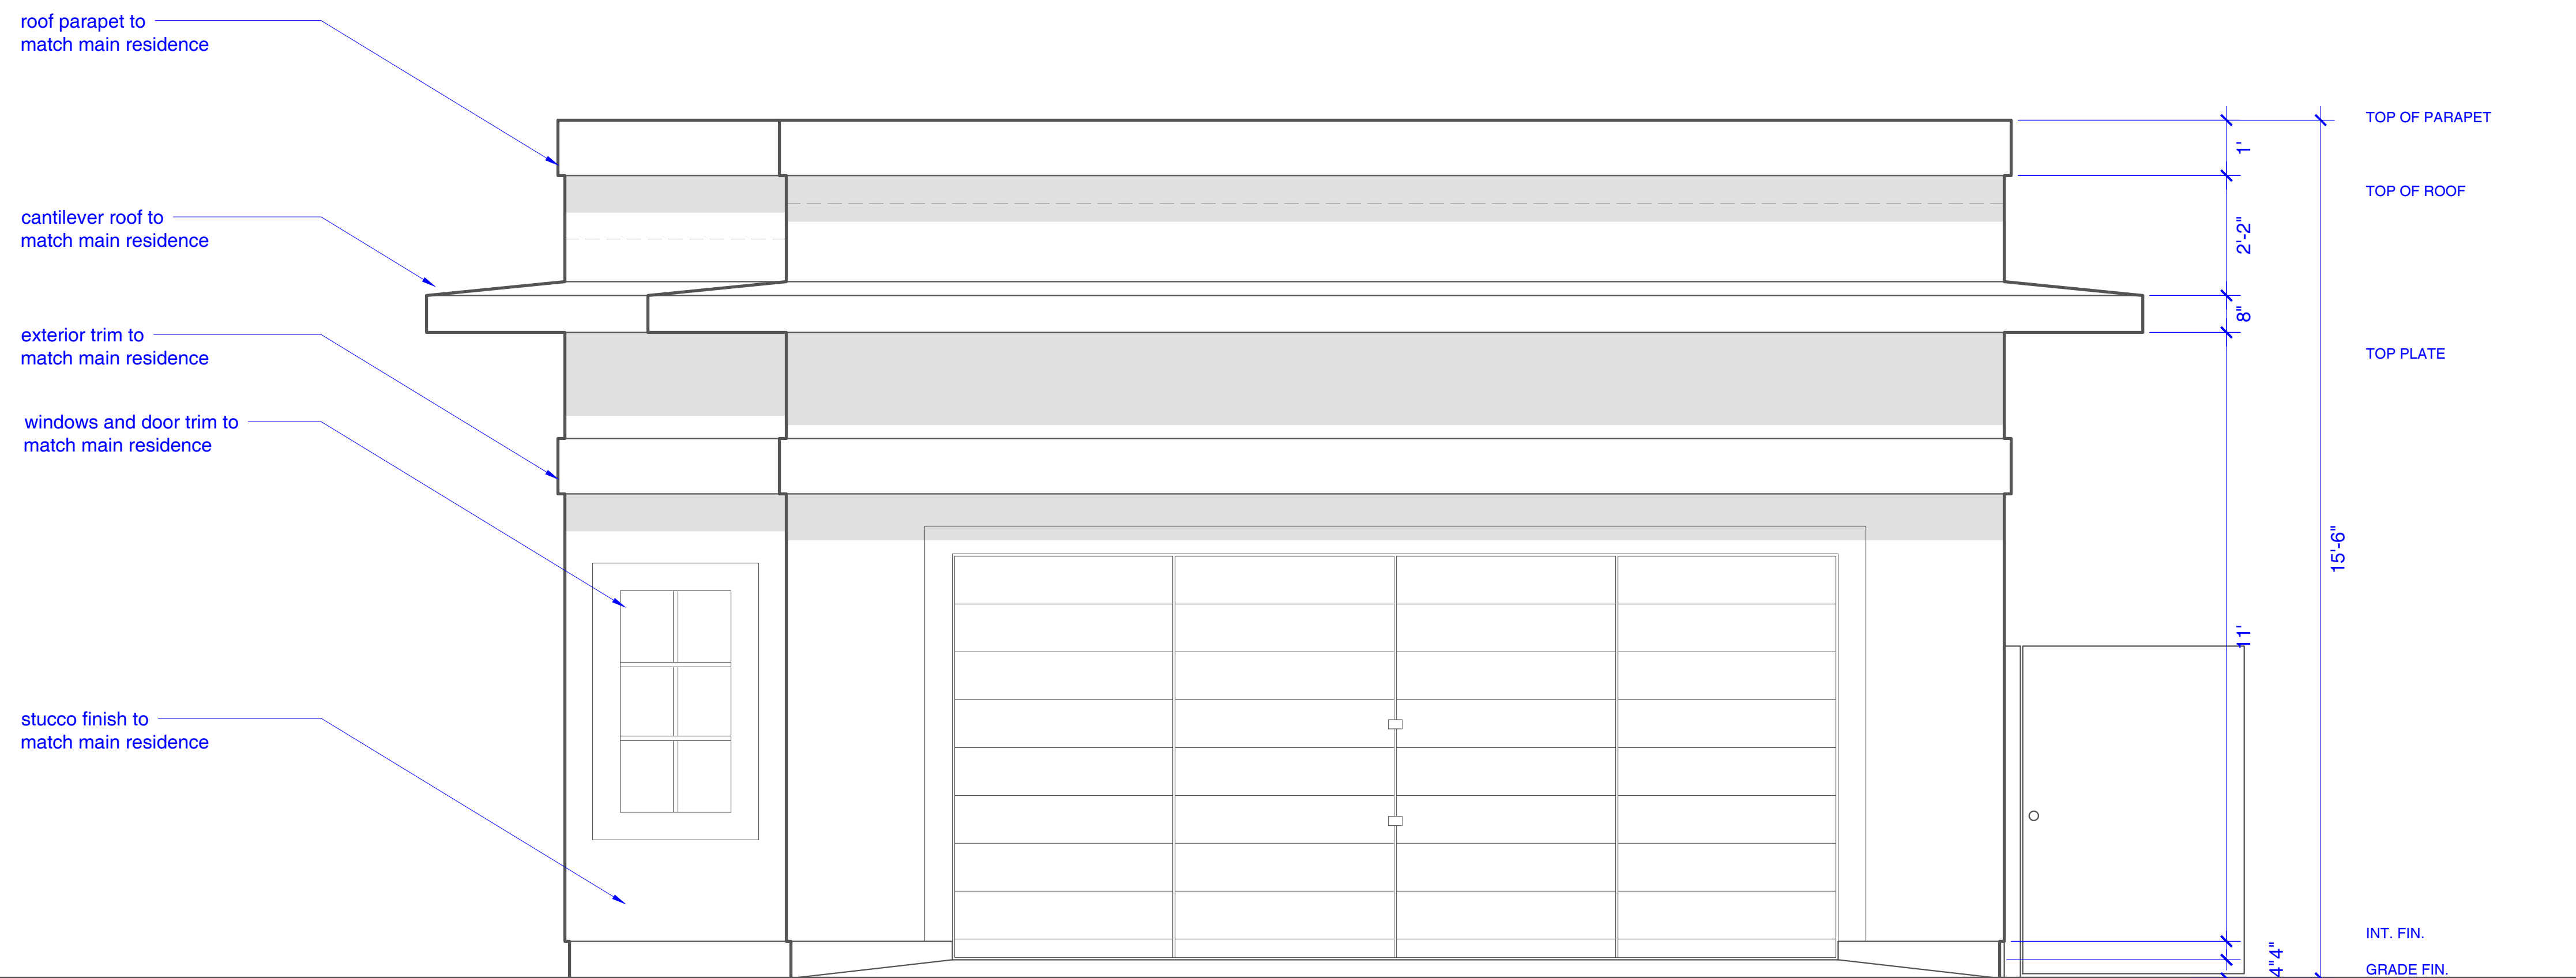 roof parapet to
match main residence
TOP OF PARAPET
1'
TOP OF ROOF
cantilever roof to
match main residence
2'-2"
8"
exterior trim to
match main residence
TOP PLATE
windows and door trim to
match main residence
15'-6"
11'
stucco finish to
match main residence
INT. FIN.
4"4"
GRADE FIN.